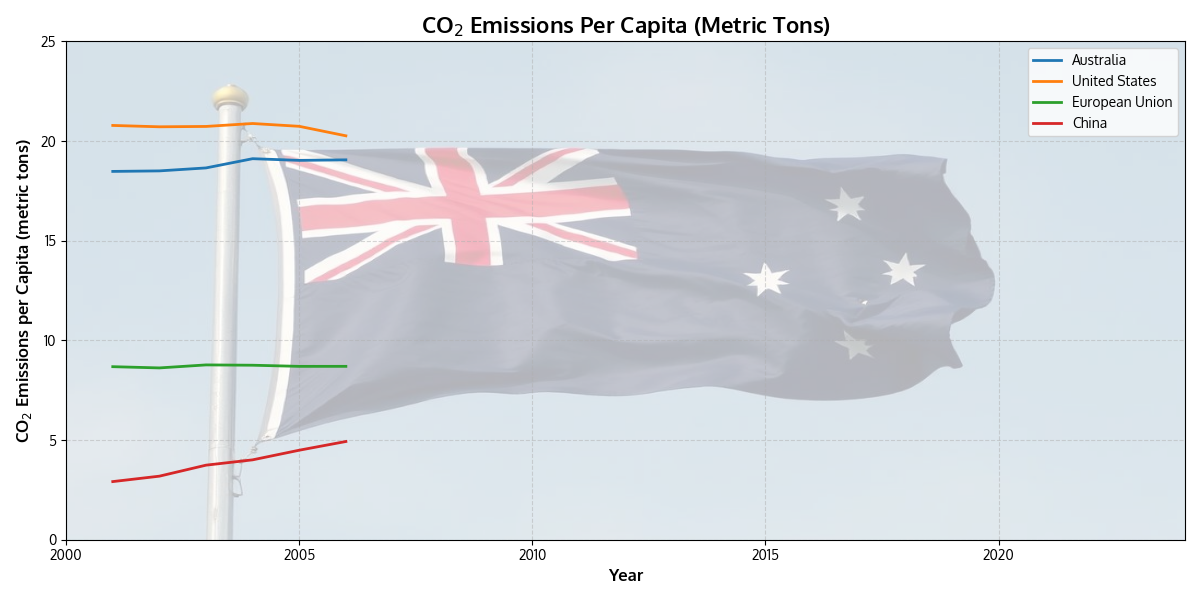 CO₂ Emissions Per Capita (Metric Tons)
CO₂ Emissions per Capita (metric tons)
25
20
15
10
5
0
Australia
United States
European Union
China
2000 2005 2010 2015 2020
Year